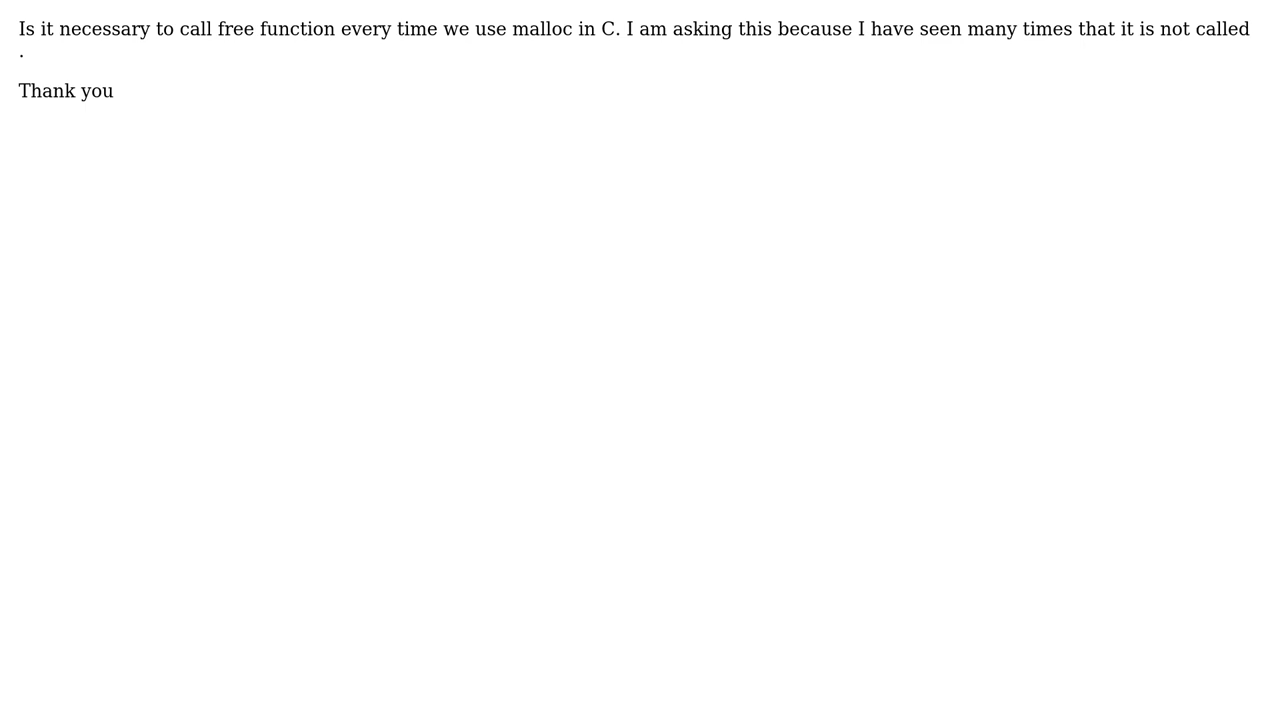 Is it necessary to call free function every time we use malloc in C. I am asking this because I have seen many times that it is not called
.
Thank you